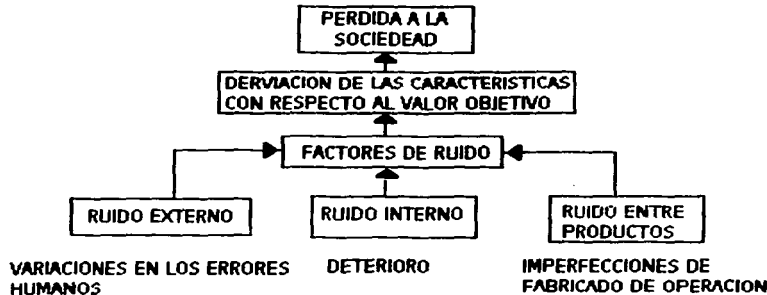 PERDIDA A LA
SOCIEDEAD
DERVIACION DE LAS CARACTERISTICAS
CON RESPECTO AL VALOR OBJETIVO
FACTORES DE RUIDO
RUIDO EXTERNO
RUIDO INTERNO
RUIDO ENTRE
PRODUCTOS
VARIACIONES EN LOS ERRORES
HUMANOS
DETERIORO
IMPERFECCIONES DE
FABRICADO DE OPERACION